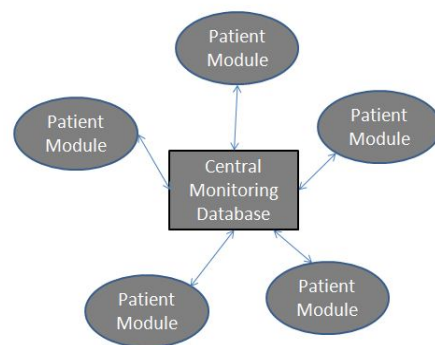 Patient
Module
Patient
Module
Patient
Module
Central
Monitoring
Database
Patient
Module
Patient
Module